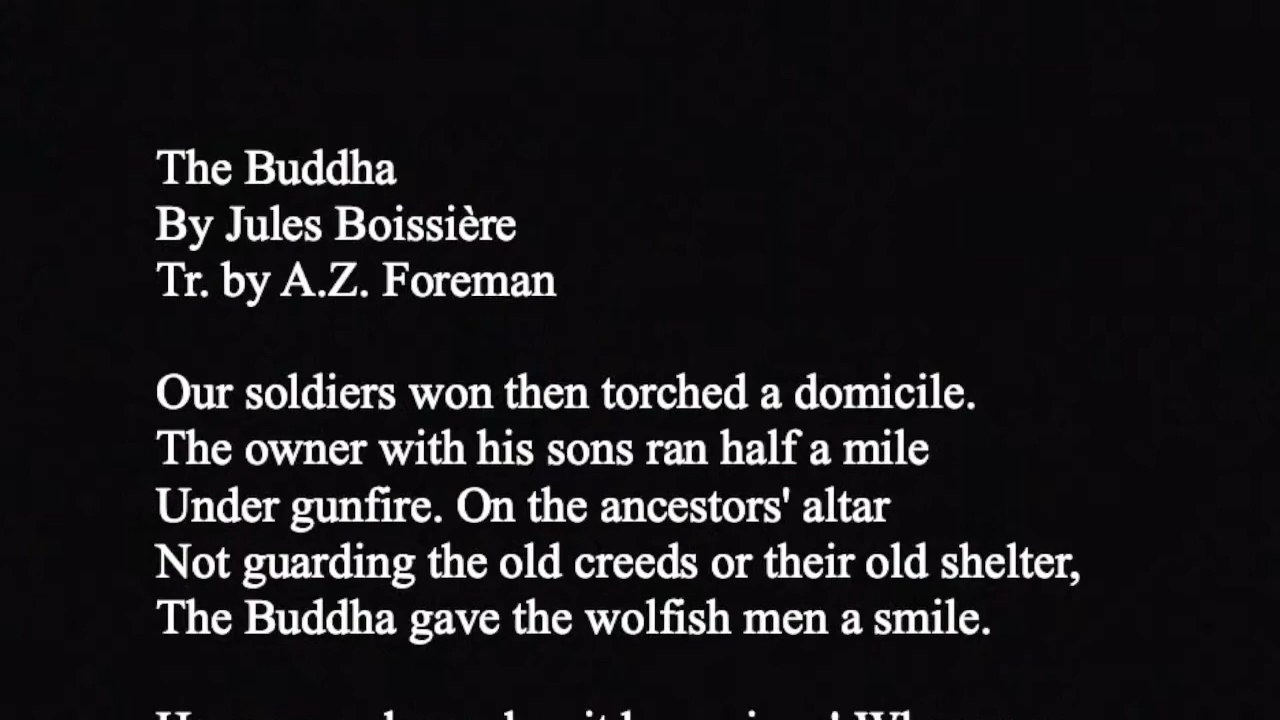 The Buddha
By Jules Boissière
Tr. by A.Z. Foreman
Our soldiers won then torched a domicile.
The owner with his sons ran half a mile
Under gunfire. On the ancestors' altar
Not guarding the old creeds or their old shelter,
The Buddha gave the wolfish men a smile.